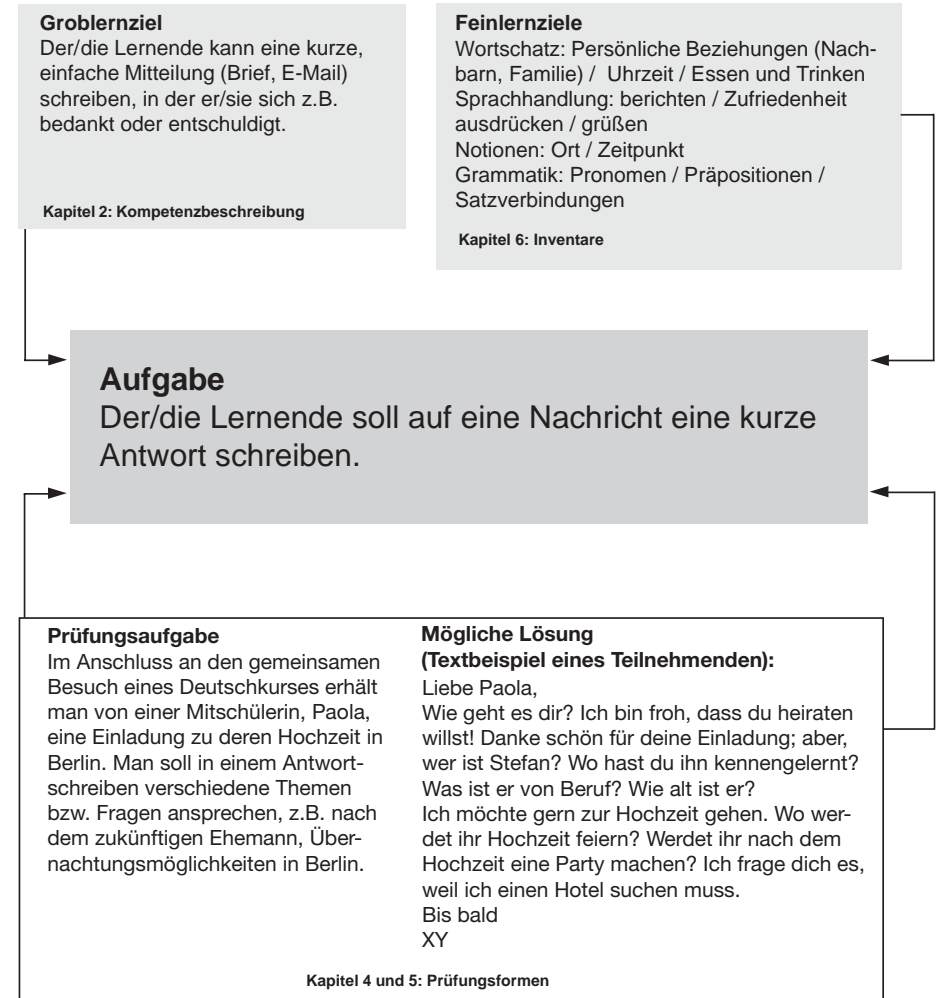 Groblernziel
Der/die Lernende kann eine kurze,
einfache Mitteilung (Brief, E-Mail)
schreiben, in der er/sie sich z.B.
bedankt oder entschuldigt.
Kapitel 2: Kompetenzbeschreibung
Feinlernziele
Wortschatz: Persönliche Beziehungen (Nach-
barn, Familie) / Uhrzeit / Essen und Trinken
Sprachhandlung: berichten / Zufriedenheit
ausdrücken / grüßen
Notionen: Ort / Zeitpunkt
Grammatik: Pronomen / Präpositionen /
Satzverbindungen
Kapitel 6: Inventare
Aufgabe
Der/die Lernende soll auf eine Nachricht eine kurze
Antwort schreiben.
Prüfungsaufgabe
Im Anschluss an den gemeinsamen
Besuch eines Deutschkurses erhält
man von einer Mitschülerin, Paola,
eine Einladung zu deren Hochzeit in
Berlin. Man soll in einem Antwort-
schreiben verschiedene Themen
bzw. Fragen ansprechen, z.B. nach
dem zukünftigen Ehemann, Über-
nachtungsmöglichkeiten in Berlin.
Mögliche Lösung
(Textbeispiel eines Teilnehmenden):
Liebe Paola,
Wie geht es dir? Ich bin froh, dass du heiraten
willst! Danke schön für deine Einladung; aber,
wer ist Stefan? Wo hast du ihn kennengelernt?
Was ist er von Beruf? Wie alt ist er?
Ich möchte gern zur Hochzeit gehen. Wo wer-
det ihr Hochzeit feiern? Werdet ihr nach dem
Hochzeit eine Party machen? Ich frage dich es,
weil ich einen Hotel suchen muss.
Bis bald
XY
Kapitel 4 und 5: Prüfungsformen